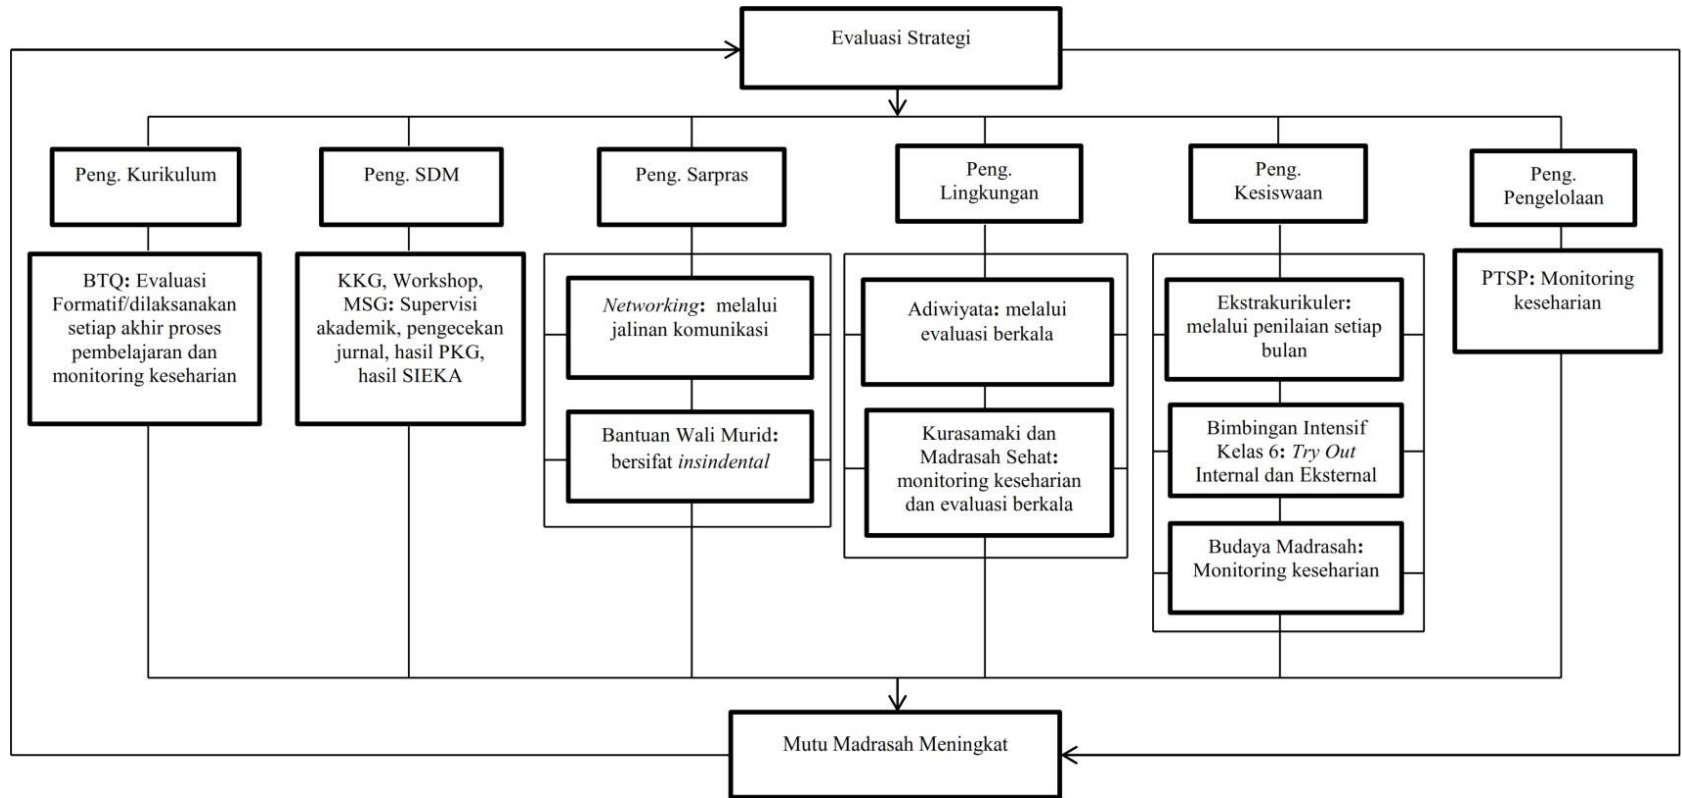 Evaluasi Strategi
Peng. Kurikulum
Peng. SDM
Peng. Sarpras
Peng.
Lingkungan
Peng.
Kesiswaan
Peng.
Pengelolaan
BTQ: Evaluasi
Formatif/dilaksanakan
setiap akhir proses
pembelajaran dan
monitoring keseharian
KKG, Workshop,
MSG: Supervisi
akademik, pengecekan
jurnal, hasil PKG,
hasil SIEKA
Networking: melalui
jalinan komunikasi
Bantuan Wali Murid:
bersifat insindental
Adiwiyata: melalui
evaluasi berkala
Kurasamaki dan
Madrasah Sehat:
monitoring keseharian
dan evaluasi berkala
Ekstrakurikuler:
melalui penilaian setiap
bulan
Bimbingan Intensif
Kelas 6: Try Out
Internal dan Eksternal
Budaya Madrasah:
Monitoring keseharian
PTSP: Monitoring
keseharian
Mutu Madrasah Meningkat